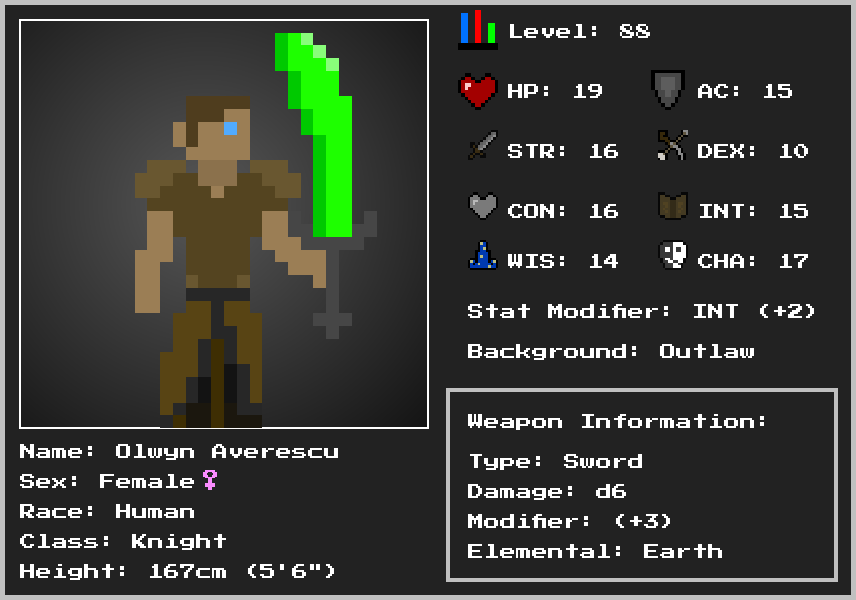 Level: 88
HP: 19
AC: 15
STR: 16
DEX: 10
CON: 16
INT: 15
WIS: 14
CHA: 17
Stat Modifier: INT (+2)
Background: Outlaw
Weapon Information:
Type: Sword
Damage: d6
Modifier: (+3)
Elemental: Earth
Name: Olwyn Averescu
Sex: Female♀
Race: Human
Class: Knight
Height: 167cm (5'6")